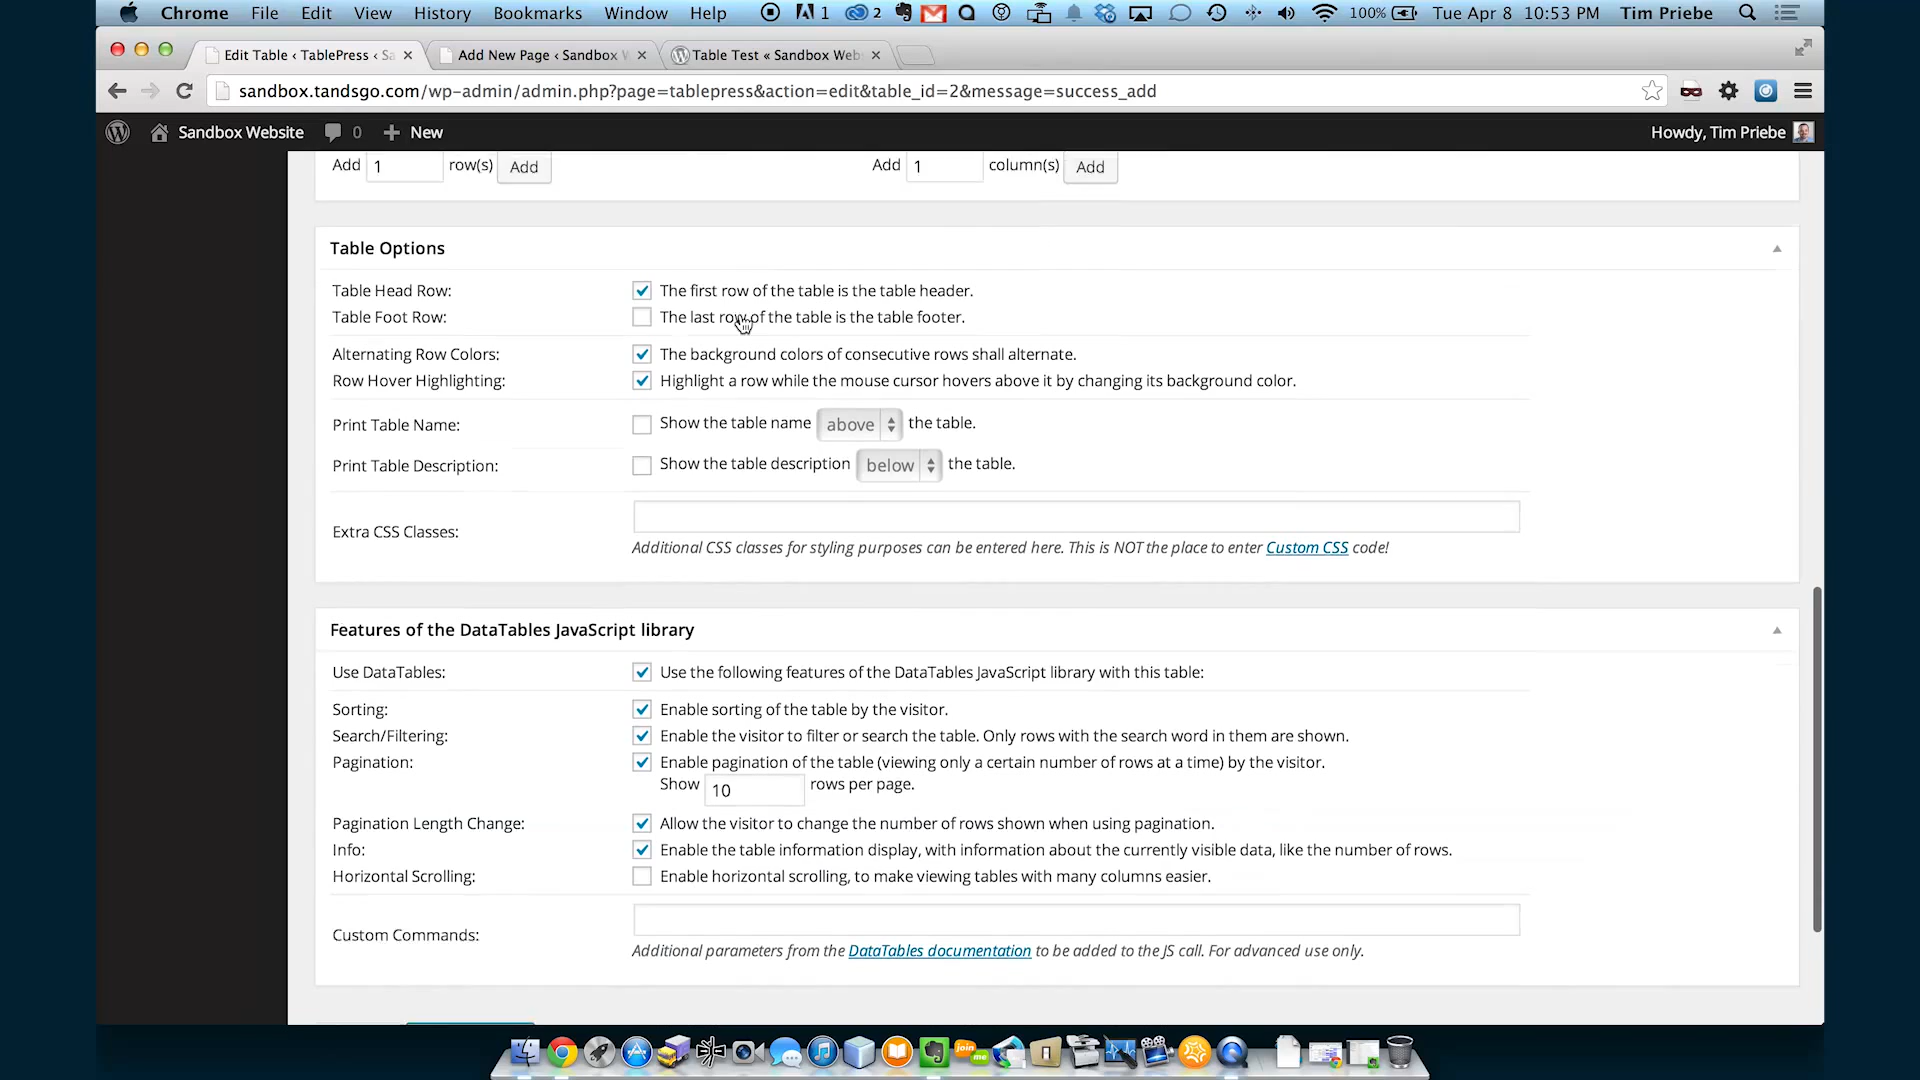 Chrome File Edit View History Bookmarks Window Help 1 2 100% Tue Apr 8 10:53 PM Tim Priebe
Edit Table ‹ TablePress ‹ Sa × Add New Page ‹ Sandbox W × Table Test « Sandbox Web ×
sandbox.tandsgo.com/wp-admin/admin.php?page=tablepress&action=edit&table_id=2&message=success_add
Sandbox Website 0 + New Howdy, Tim Priebe
Add 1 row(s) Add Add 1 column(s) Add
Table Options
Table Head Row: The first row of the table is the table header.
Table Foot Row: The last row of the table is the table footer.
Alternating Row Colors: The background colors of consecutive rows shall alternate.
Row Hover Highlighting: Highlight a row while the mouse cursor hovers above it by changing its background color.
Print Table Name: Show the table name above the table.
Print Table Description: Show the table description below the table.
Extra CSS Classes:
Additional CSS classes for styling purposes can be entered here. This is NOT the place to enter Custom CSS code!
Features of the DataTables JavaScript library
Use DataTables: Use the following features of the DataTables JavaScript library with this table:
Sorting: Enable sorting of the table by the visitor.
Search/Filtering: Enable the visitor to filter or search the table. Only rows with the search word in them are shown.
Pagination: Enable pagination of the table (viewing only a certain number of rows at a time) by the visitor.
Show 10 rows per page.
Pagination Length Change: Allow the visitor to change the number of rows shown when using pagination.
Info: Enable the table information display, with information about the currently visible data, like the number of rows.
Horizontal Scrolling: Enable horizontal scrolling, to make viewing tables with many columns easier.
Custom Commands:
Additional parameters from the DataTables documentation to be added to the JS call. For advanced use only.
join me